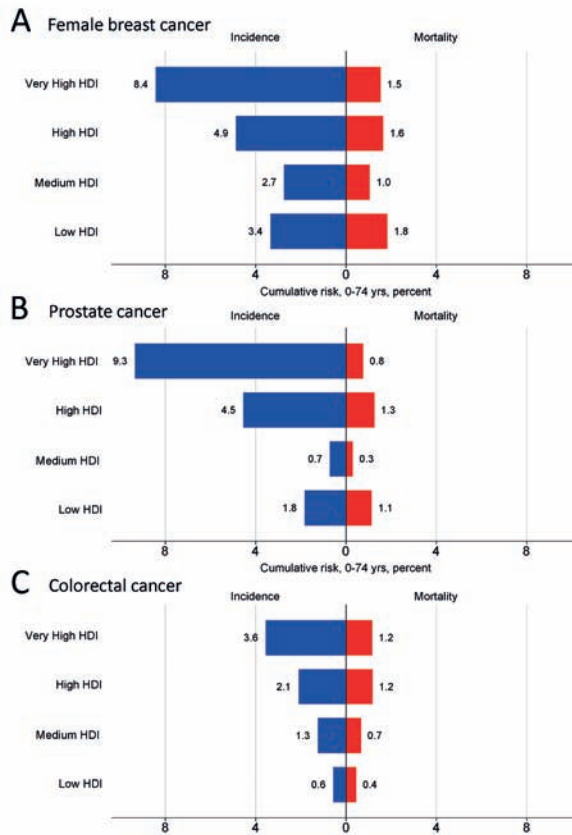 A Female breast cancer
Incidence Mortality
Very High HDI 8.4 1.5
High HDI 4.9 1.6
Medium HDI 2.7 1.0
Low HDI 3.4 1.8
8 4 0 4 8
Cumulative risk, 0-74 yrs, percent
B Prostate cancer
Incidence Mortality
Very High HDI 9.3 0.8
High HDI 4.5 1.3
Medium HDI 0.7 0.3
Low HDI 1.8 1.1
8 4 0 4 8
Cumulative risk, 0-74 yrs, percent
C Colorectal cancer
Incidence Mortality
Very High HDI 3.6 1.2
High HDI 2.1 1.2
Medium HDI 1.3 0.7
Low HDI 0.6 0.4
8 4 0 4 8